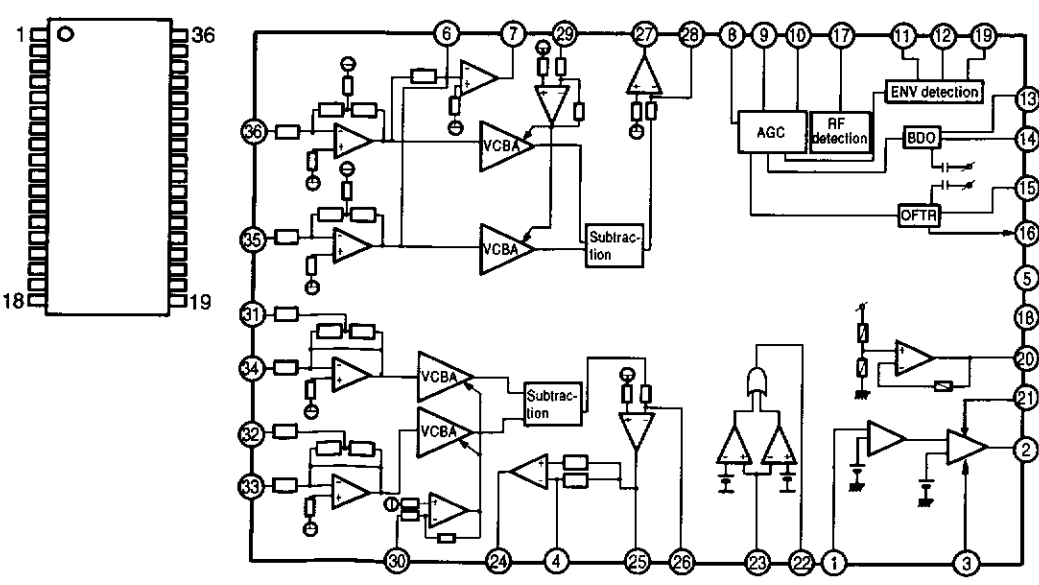 1
36
18
19
6
7
29
27
28
8
9
10
17
11
12
19
ENV detection
13
36
VCBA
AGC
RF
detection
BDO
14
15
35
VCBA
Subtrac-
tion
OFTR
16
5
31
18
34
VCBA
Subtrac-
tion
20
21
32
VCBA
2
33
30
24
4
25
26
23
22
1
3